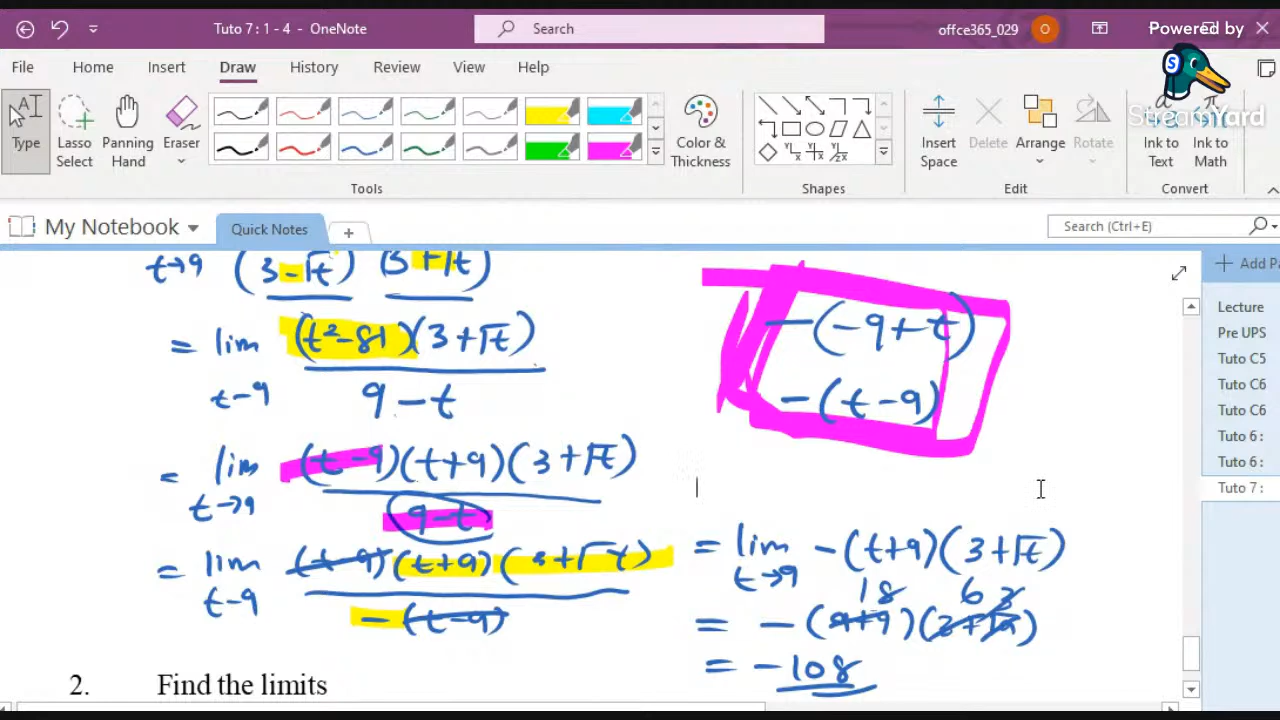 Tuto 7 : 1 - 4 - OneNote
Search
offce365_029
Powered by
StreamYard
File Home Insert Draw History Review View Help
Type
Lasso Select
Panning Hand
Eraser
Color & Thickness
Insert Space
Delete
Arrange
Rotate
Ink to Text
Ink to Math
Tools
Shapes
Edit
Convert
My Notebook
Quick Notes
Search (Ctrl+E)
Add
Lecture
Pre UPS
Tuto C5
Tuto C6
Tuto C6
Tuto 6 :
Tuto 6 :
Tuto 7 :
t→9 (3-√t) (3+√t)
= lim t-9 (t²-81)(3+√t)
9-t
= lim t→9 (t-9)(t+9)(3+√t)
9-t
= lim t-9 (t-9)(t+9)(3+√t)
-(t-9)
-(-9+t)
-(t-9)
= lim t→9 -(t+9)(3+√t)
18 6 3
= -(9+9)(3+√9)
= -108
2. Find the limits